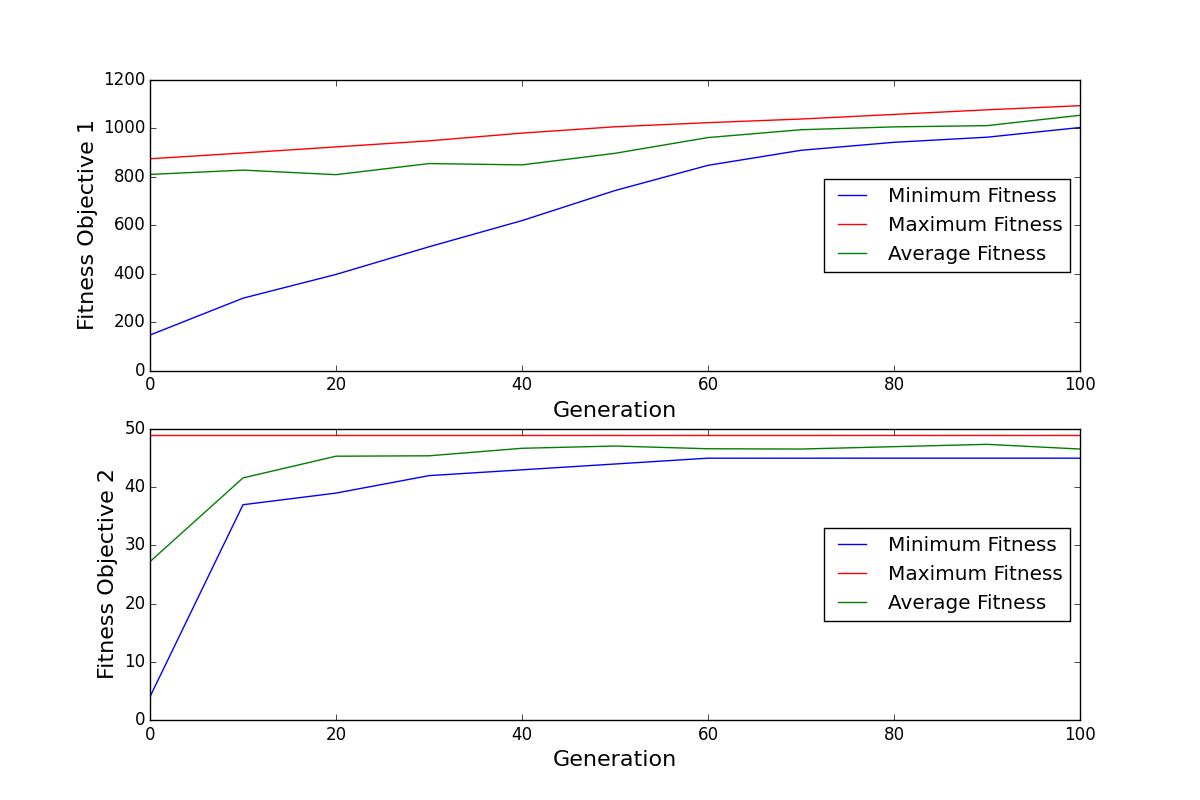 Fitness Objective 1
1200
1000
800
600
400
200
0
Minimum Fitness
Maximum Fitness
Average Fitness
0 20 40 60 80 100
Generation
Fitness Objective 2
50
40
30
20
10
0
Minimum Fitness
Maximum Fitness
Average Fitness
0 20 40 60 80 100
Generation